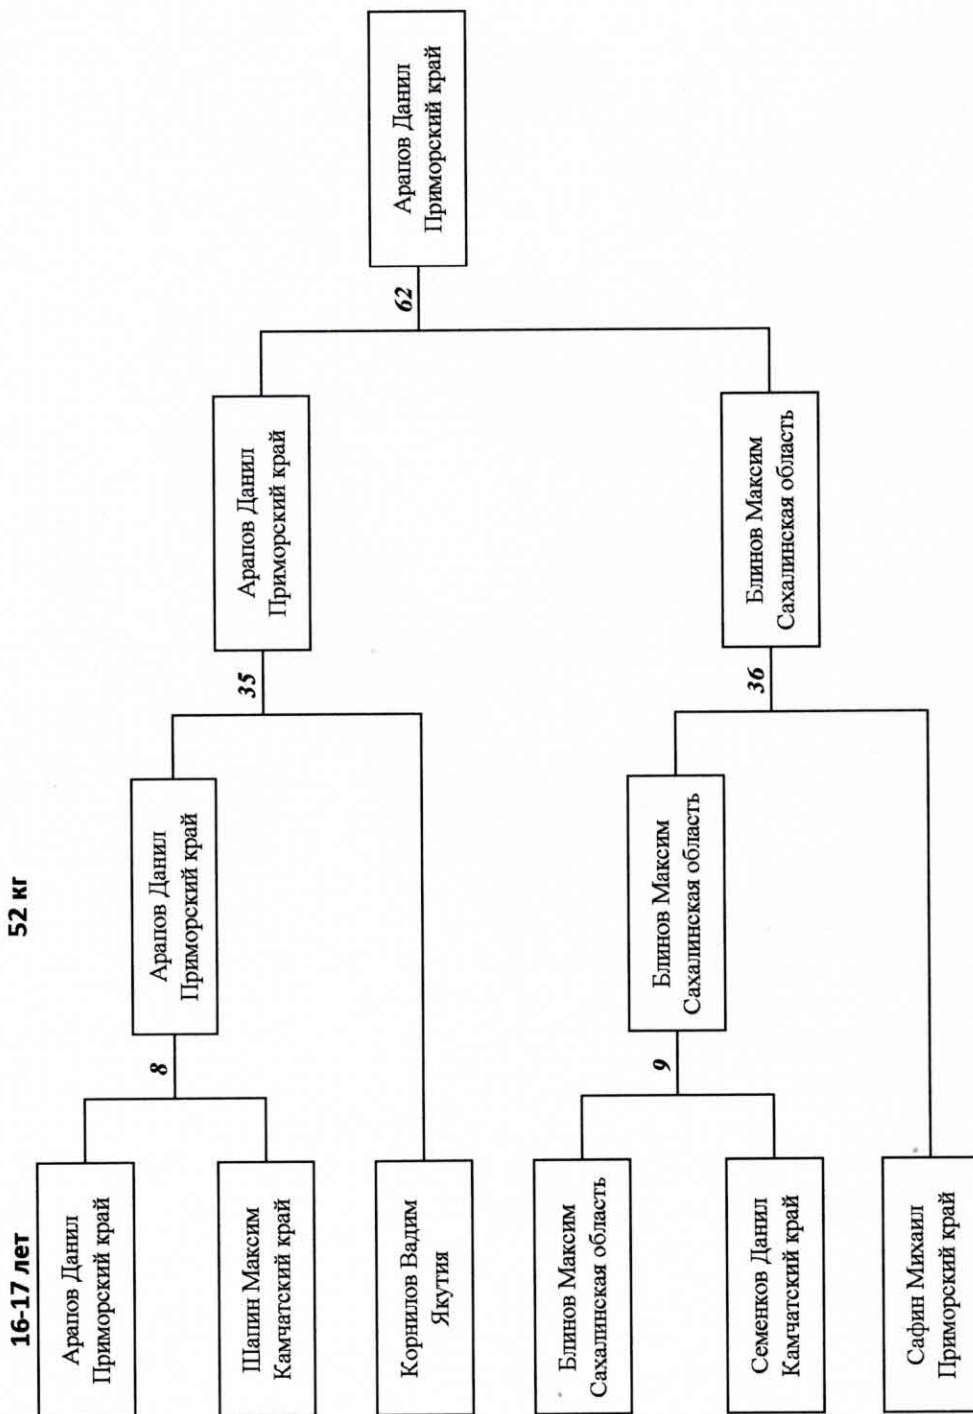 16-17 лет
52 кг
Арапов Данил
Приморский край
Шапин Максим
Камчатский край
Корнилов Вадим
Якутия
Блинов Максим
Сахалинская область
Семенков Данил
Камчатский край
Сафин Михаил
Приморский край
8
9
Арапов Данил
Приморский край
Блинов Максим
Сахалинская область
35
36
Арапов Данил
Приморский край
Блинов Максим
Сахалинская область
62
Арапов Данил
Приморский край